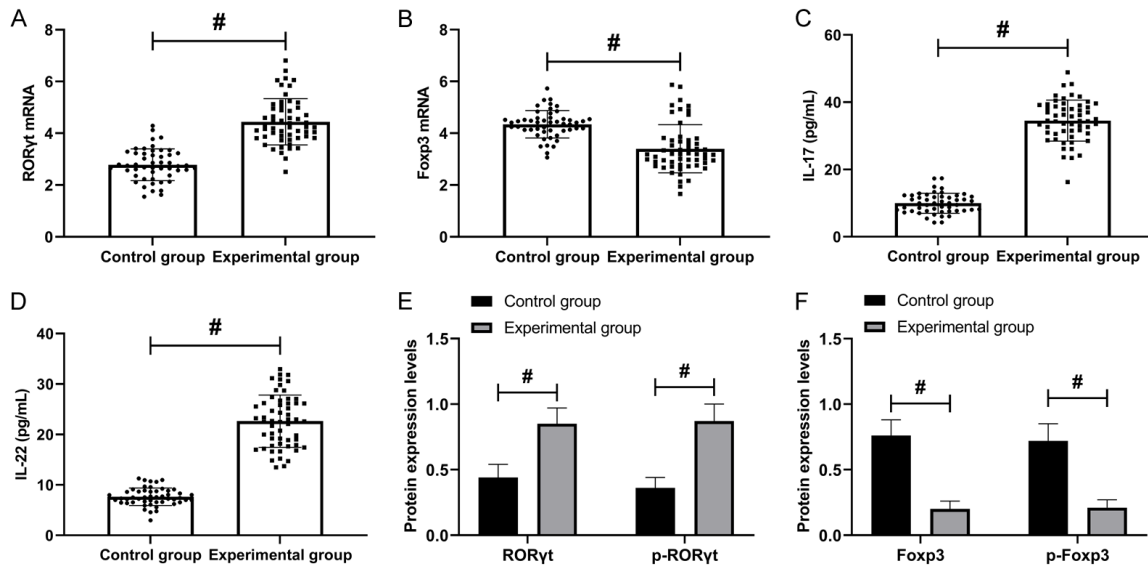 A
#
RORγt mRNA
8
6
4
2
0
Control group Experimental group
B
#
Foxp3 mRNA
8
6
4
2
0
Control group Experimental group
C
#
IL-17 (pg/mL)
60
40
20
0
Control group Experimental group
D
#
IL-22 (pg/mL)
40
30
20
10
0
Control group Experimental group
E
Control group
Experimental group
Protein expression levels
1.5
1.0
0.5
0.0
#
#
RORγt p-RORγt
F
Control group
Experimental group
Protein expression levels
1.5
1.0
0.5
0.0
#
#
Foxp3 p-Foxp3